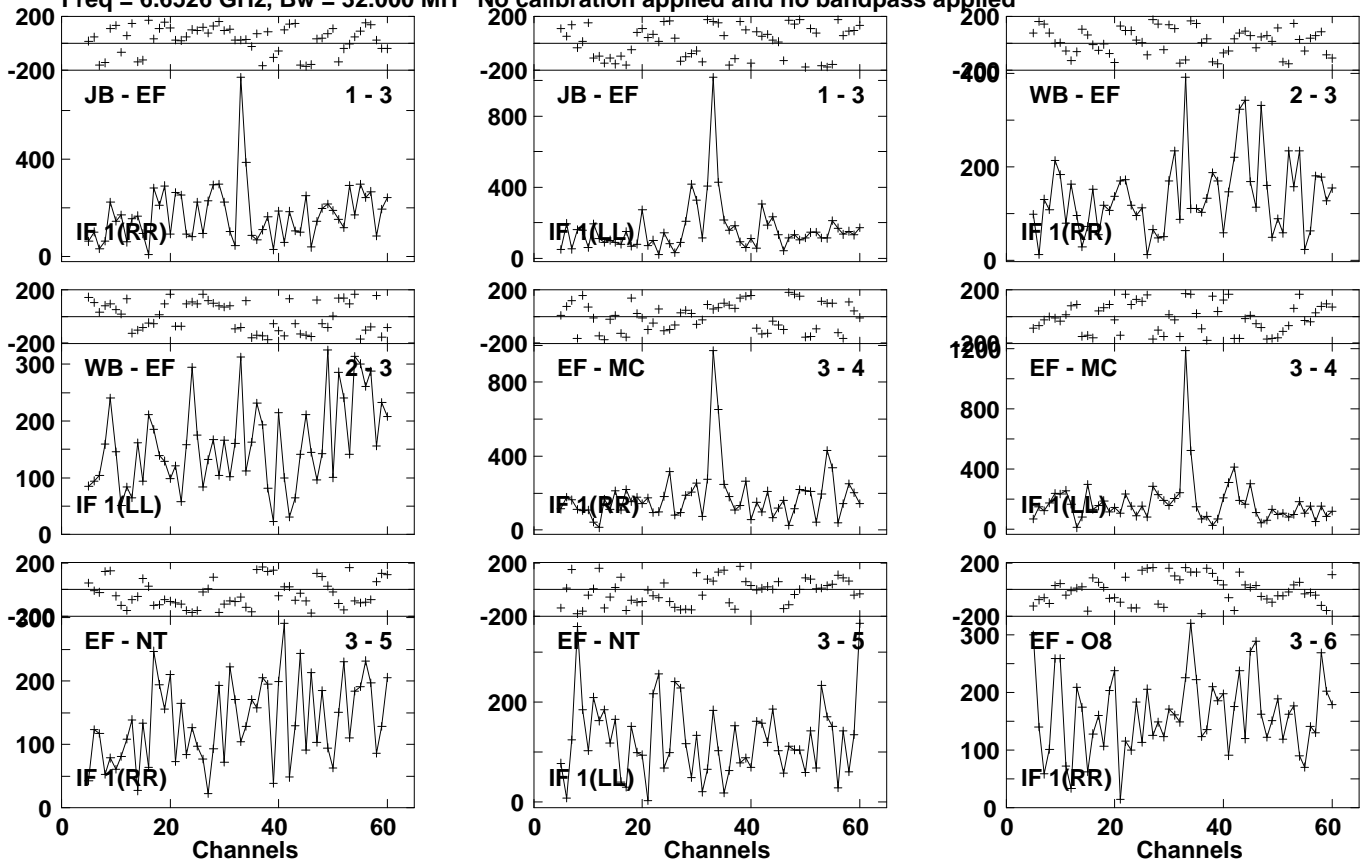 Freq = 6.6526 GHz, Bw = 32.000 MH No calibration applied and no bandpass applied
200 200 200
-200 -200 -200
JB - EF 1 - 3 JB - EF 1 - 3 WB - EF 2 - 3
400
800
400 400 200
IF 1(RR) IF 1(LL) IF 1(RR)
0 0 0
200 200 200
-200 -200 -200
WB - EF 2 - 3 EF - MC 3 - 4 EF - MC 3 - 4
1200
300 800 800
200
400 400
100
IF 1(LL) IF 1(RR) IF 1(LL)
0 0 0
200 200 200
-200 -200 -200
300
EF - NT 3 - 5 EF - NT 3 - 5 EF - O8 3 - 6
300
200 200 200
100 100
IF 1(RR) IF 1(LL) IF 1(RR)
0 0 0
0 20 40 60 0 20 40 60 0 20 40 60
Channels Channels Channels